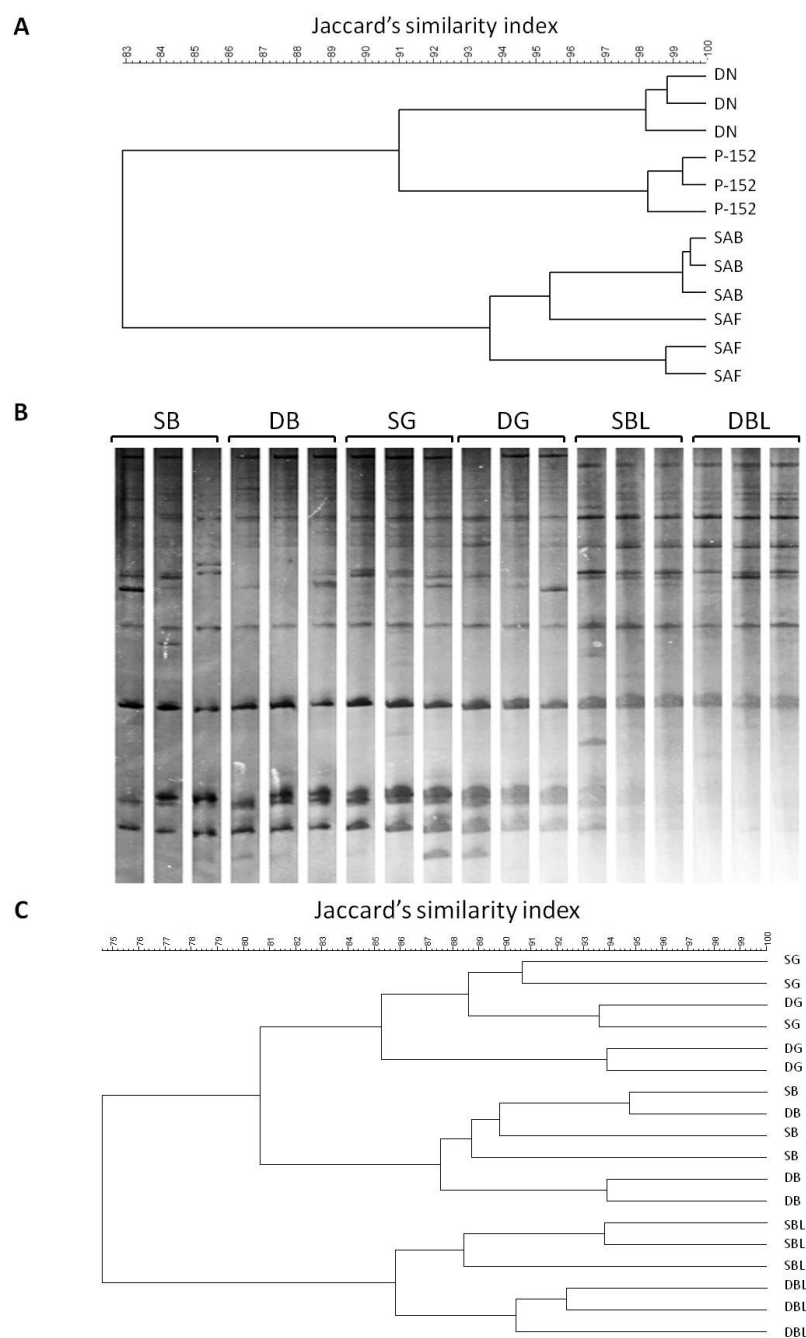 A
Jaccard's similarity index
83 84 85 86 87 88 89 90 91 92 93 94 95 96 97 98 99 100
DN
DN
DN
P-152
P-152
P-152
SAB
SAB
SAB
SAF
SAF
SAF
B
SB DB SG DG SBL DBL
C
Jaccard's similarity index
75 76 77 78 79 80 81 82 83 84 85 86 87 88 89 90 91 92 93 94 95 96 97 98 99 100
SG
SG
DG
SG
DG
DG
SB
DB
SB
SB
DB
DB
SBL
SBL
SBL
DBL
DBL
DBL